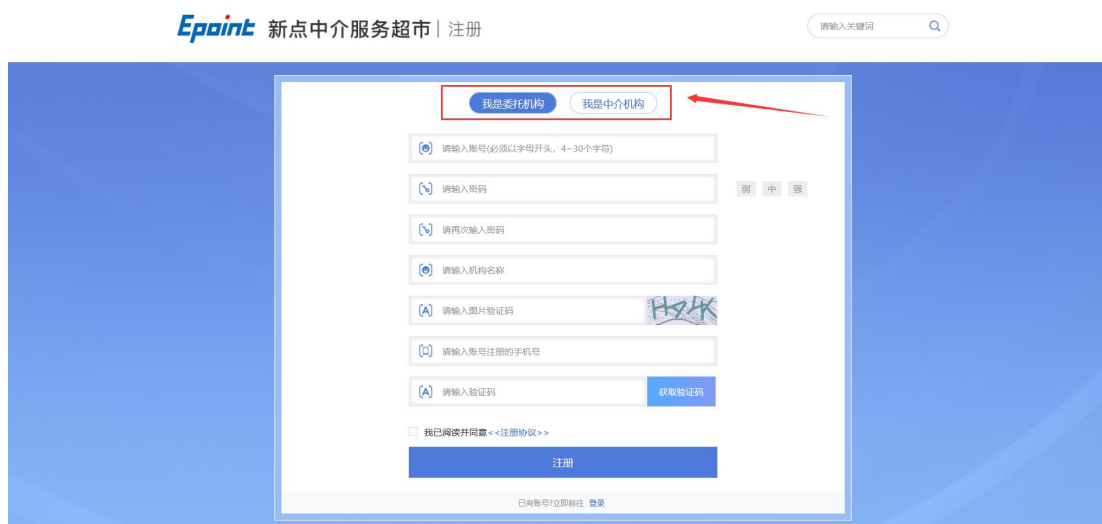 Epoint 新点中介服务超市 | 注册
请输入关键词
我是委托机构 我是中介机构
请输入账号(必须以字母开头，4~30个字符)
请输入密码
弱 中 强
请再次输入密码
请输入机构名称
请输入图片验证码
请输入账号注册的手机号
请输入验证码 获取验证码
我已阅读并同意<<注册协议>>
注册
已有账号?立即前往 登录